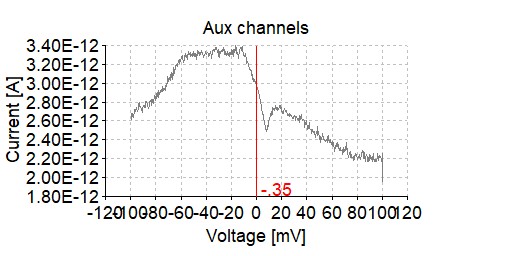 Aux channels
Current [A]
3.40E-12
3.20E-12
3.00E-12
2.80E-12
2.60E-12
2.40E-12
2.20E-12
2.00E-12
1.80E-12
-.35
-120 -100 -80 -60 -40 -20 0 20 40 60 80 100 120
Voltage [mV]